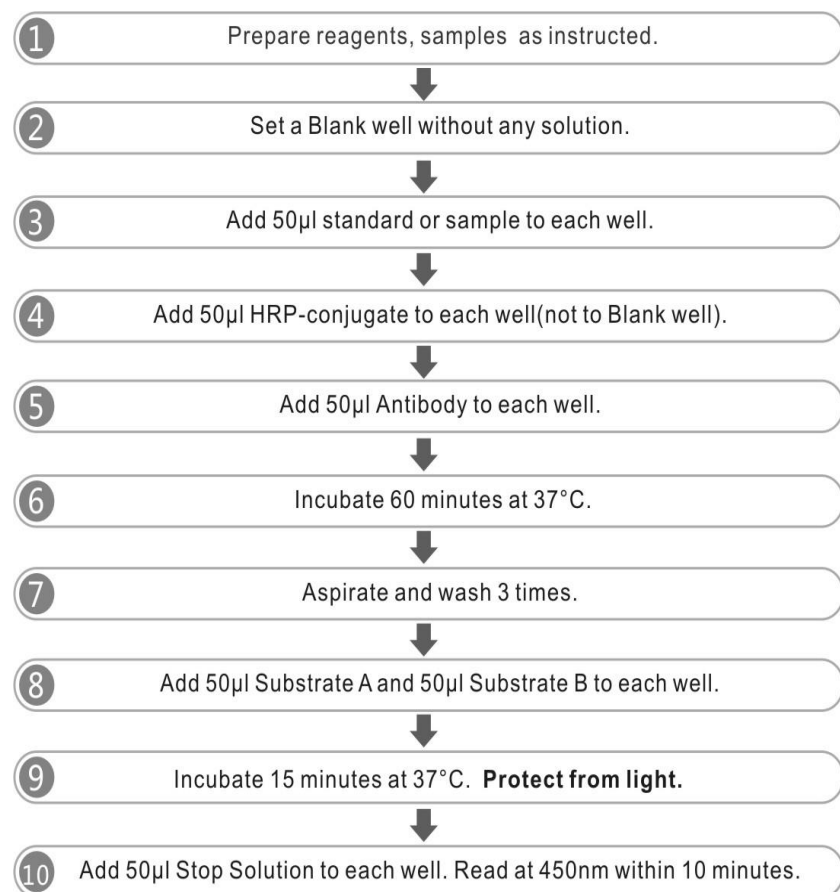 1 Prepare reagents, samples as instructed.
2 Set a Blank well without any solution.
3 Add 50µl standard or sample to each well.
4 Add 50µl HRP-conjugate to each well(not to Blank well).
5 Add 50µl Antibody to each well.
6 Incubate 60 minutes at 37°C.
7 Aspirate and wash 3 times.
8 Add 50µl Substrate A and 50µl Substrate B to each well.
9 Incubate 15 minutes at 37°C. Protect from light.
10 Add 50µl Stop Solution to each well. Read at 450nm within 10 minutes.